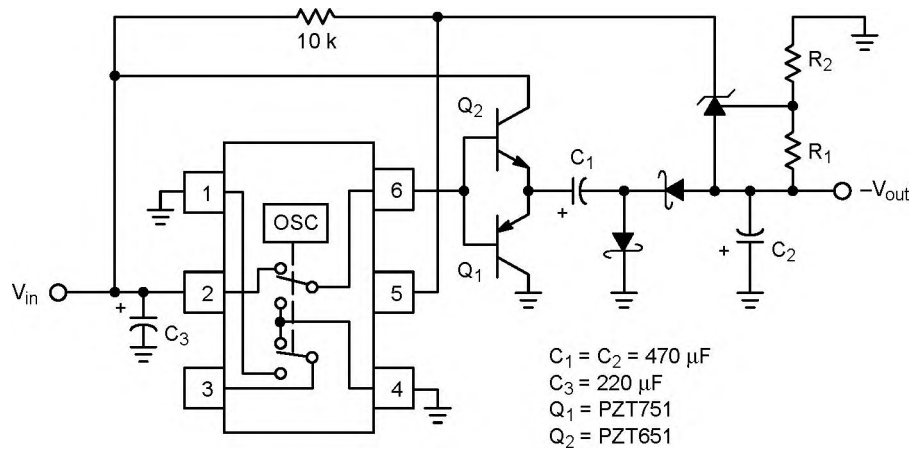 10 k
R2
Q2
C1
R1
1
6
+
−Vout
OSC
+
C2
Q1
Vin
2
5
+
C3
C1 = C2 = 470 μF
3
4
C3 = 220 μF
Q1 = PZT751
Q2 = PZT651